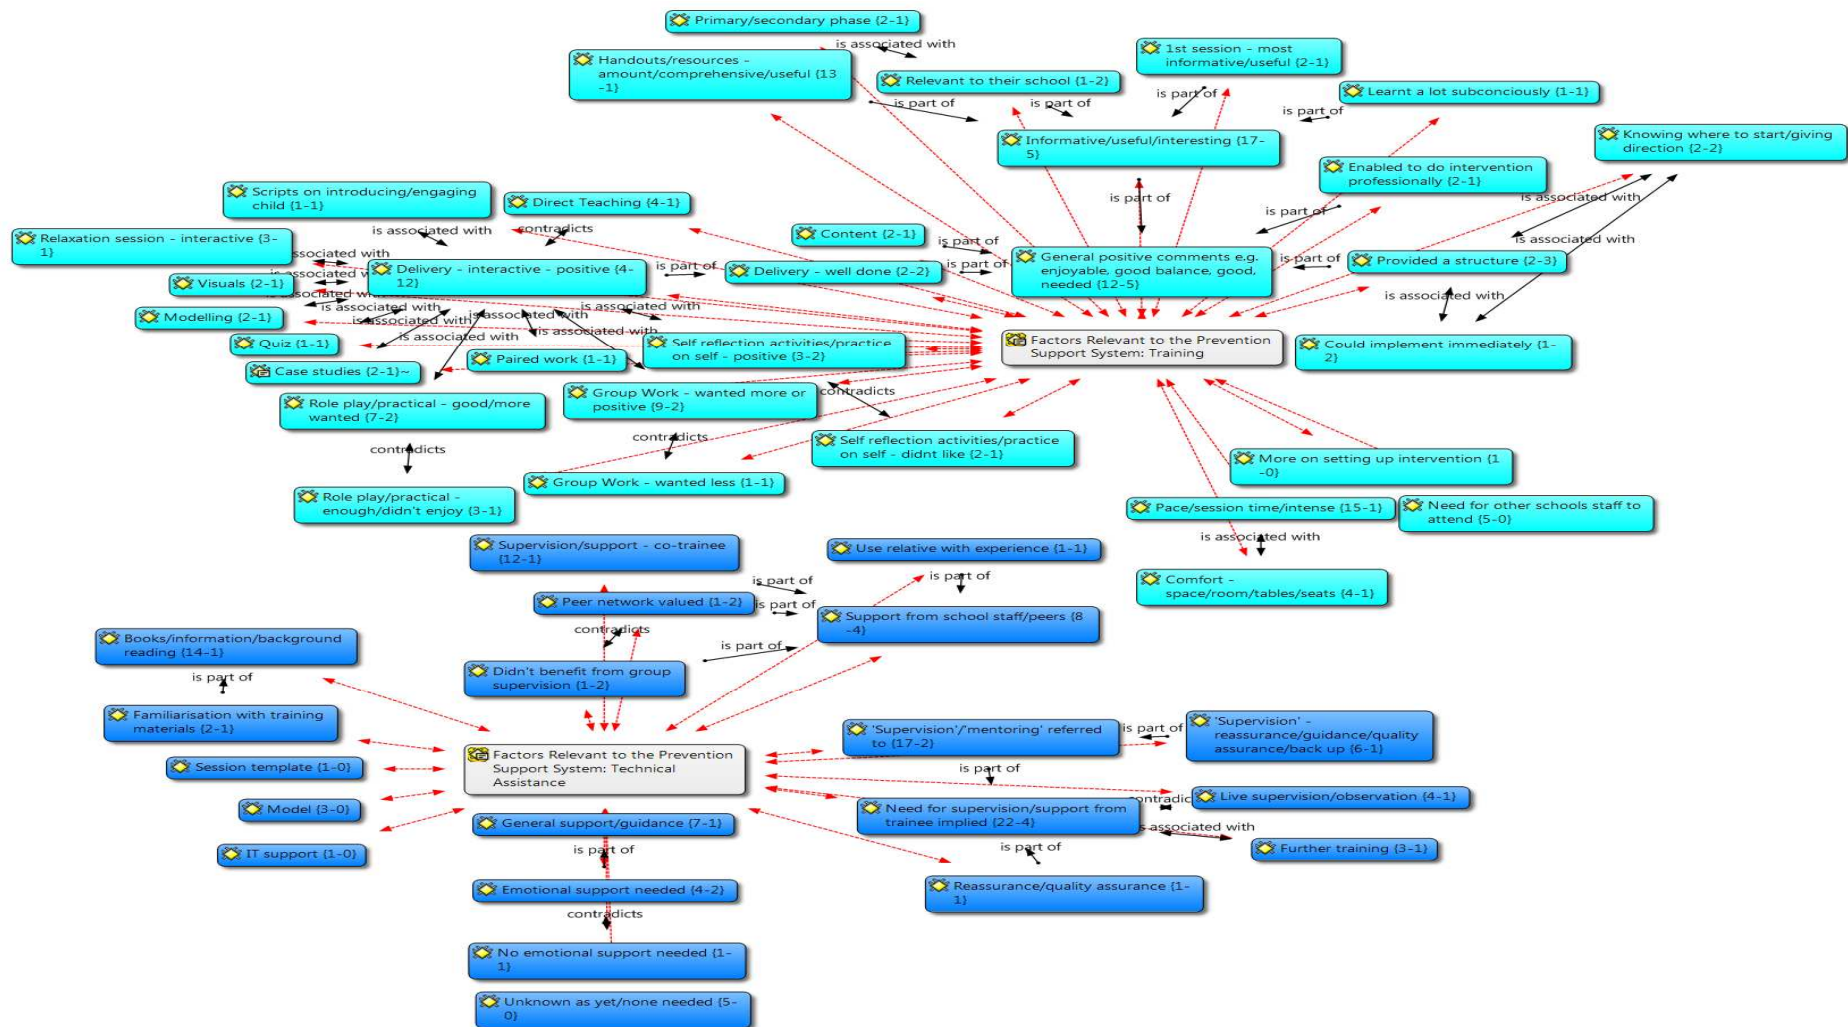 Primary/secondary phase {2-1}
is associated with
Handouts/resources -
amount/comprehensive/useful {13
-1}
Relevant to their school {1-2}
1st session - most
informative/useful {2-1}
Learnt a lot subconciously {1-1}
is part of
is part of
is part of
is part of
Informative/useful/interesting {17-
5}
Knowing where to start/giving
direction {2-2}
Enabled to do intervention
professionally {2-1}
is associated with
Scripts on introducing/engaging
child {1-1}
Direct Teaching {4-1}
is part of
is part of
is associated with
contradicts
Content {2-1}
is part of
is associated with
Relaxation session - interactive {3-
1}
is associated with
Delivery - interactive - positive {4-
12}
is part of
Delivery - well done {2-2}
General positive comments e.g.
enjoyable, good balance, good,
needed {12-5}
Provided a structure {2-3}
Visuals {2-1}
is associated with
is associated with
is associated with
Modelling {2-1}
is associated with
is associated with
is associated with
is associated with
Quiz {1-1}
Self reflection activities/practice
on self - positive {3-2}
Factors Relevant to the Prevention
Support System: Training
Could implement immediately {1-
2}
Paired work {1-1}
Case studies {2-1}~
Role play/practical - good/more
wanted {7-2}
Group Work - wanted more or
positive {9-2}
contradicts
contradicts
contradicts
Self reflection activities/practice
on self - didnt like {2-1}
Group Work - wanted less {1-1}
Role play/practical -
enough/didn't enjoy {3-1}
More on setting up intervention {1
-0}
Pace/session time/intense {15-1}
Need for other schools staff to
attend {5-0}
is associated with
Comfort -
space/room/tables/seats {4-1}
Supervision/support - co-trainee
{12-1}
Use relative with experience {1-1}
is part of
is part of
Peer network valued {1-2}
is part of
Support from school staff/peers {8
-4}
contradicts
is part of
Books/information/background
reading {14-1}
Didn't benefit from group
supervision {1-2}
is part of
Familiarisation with training
materials {2-1}
Session template {1-0}
Model {3-0}
IT support {1-0}
Factors Relevant to the Prevention
Support System: Technical
Assistance
'Supervision'/'mentoring' referred
to {17-2}
is part of
'Supervision' -
reassurance/guidance/quality
assurance/back up {6-1}
is part of
Live supervision/observation {4-1}
Need for supervision/support from
trainee implied {22-4}
is associated with
Further training {3-1}
is part of
Reassurance/quality assurance {1-
1}
General support/guidance {7-1}
is part of
Emotional support needed {4-2}
contradicts
No emotional support needed {1-
1}
Unknown as yet/none needed {5-
0}